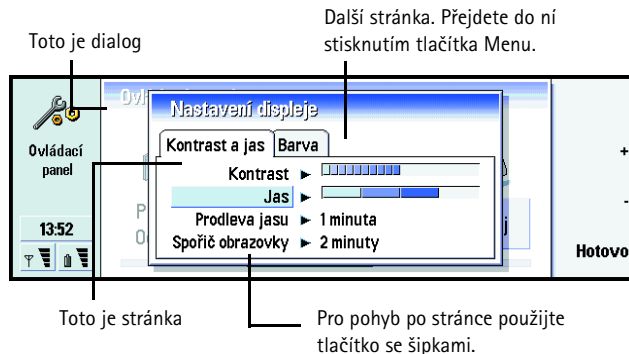 Další stránka. Přejdete do ní
stisknutím tlačítka Menu.
Toto je dialog
Nastavení displeje
Ovládací
panel
Kontrast a jas
Barva
Kontrast
Jas
Prodleva jasu
1 minuta
Spořič obrazovky
2 minuty
13:52
+
-
Hotovo
Toto je stránka
Pro pohyb po stránce použijte
tlačítko se šipkami.